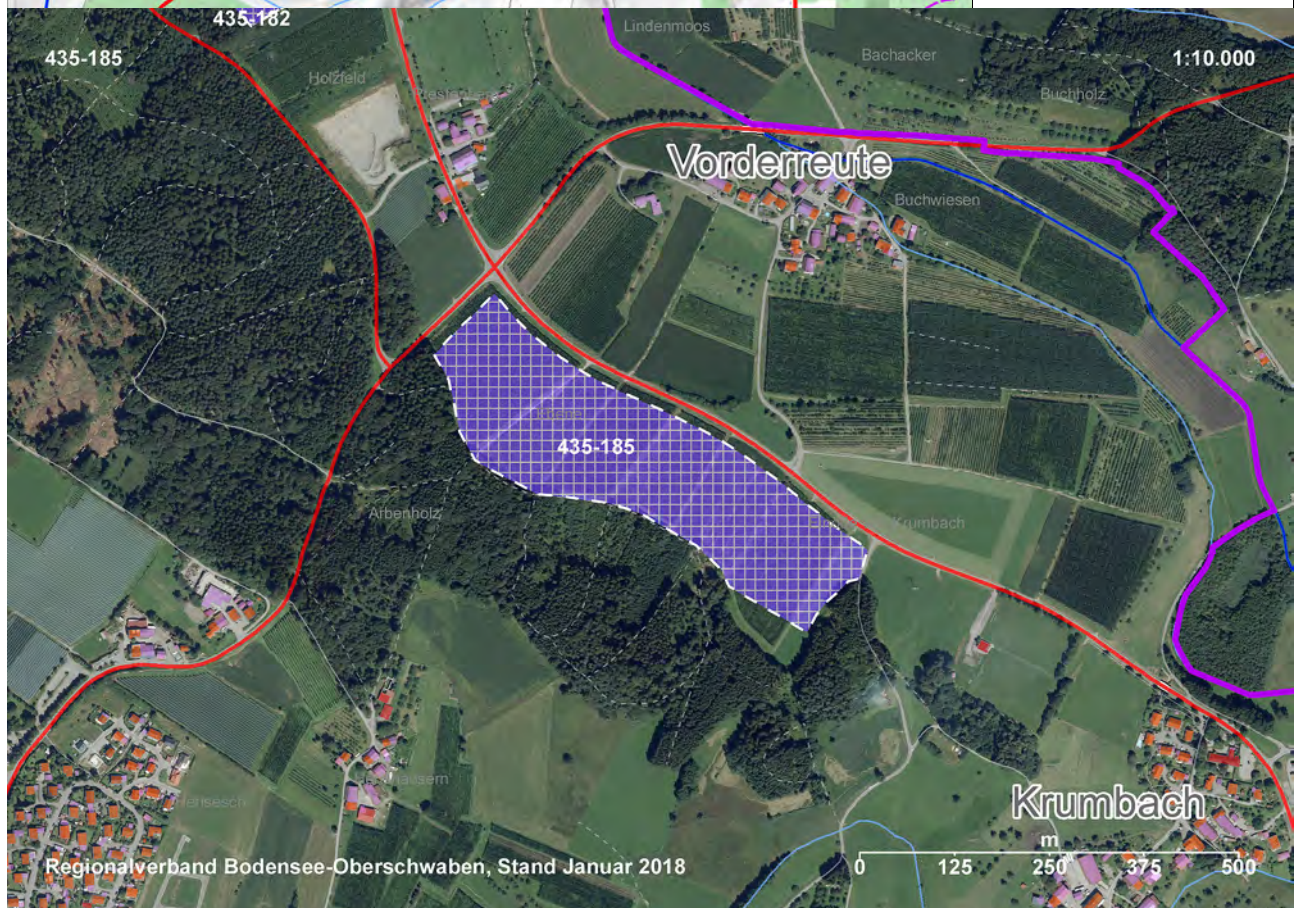 435-182
Lindenmoos
435-185
Bachacker
1:10.000
Holzfeld
Buchholz
Vorderreute
Buchwiesen
435-185
Arbenholz
Krumbach
Krumbach
m
Regionalverband Bodensee-Oberschwaben, Stand Januar 2018
0 125 250 375 500